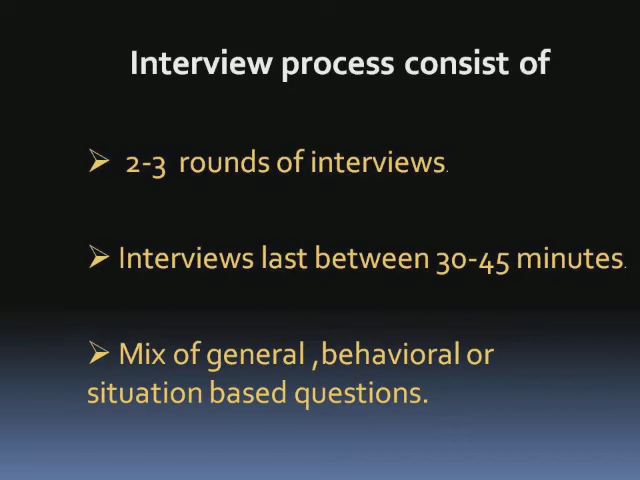 Interview process consist of
➢ 2-3 rounds of interviews.
➢ Interviews last between 30-45 minutes.
➢ Mix of general ,behavioral or
situation based questions.